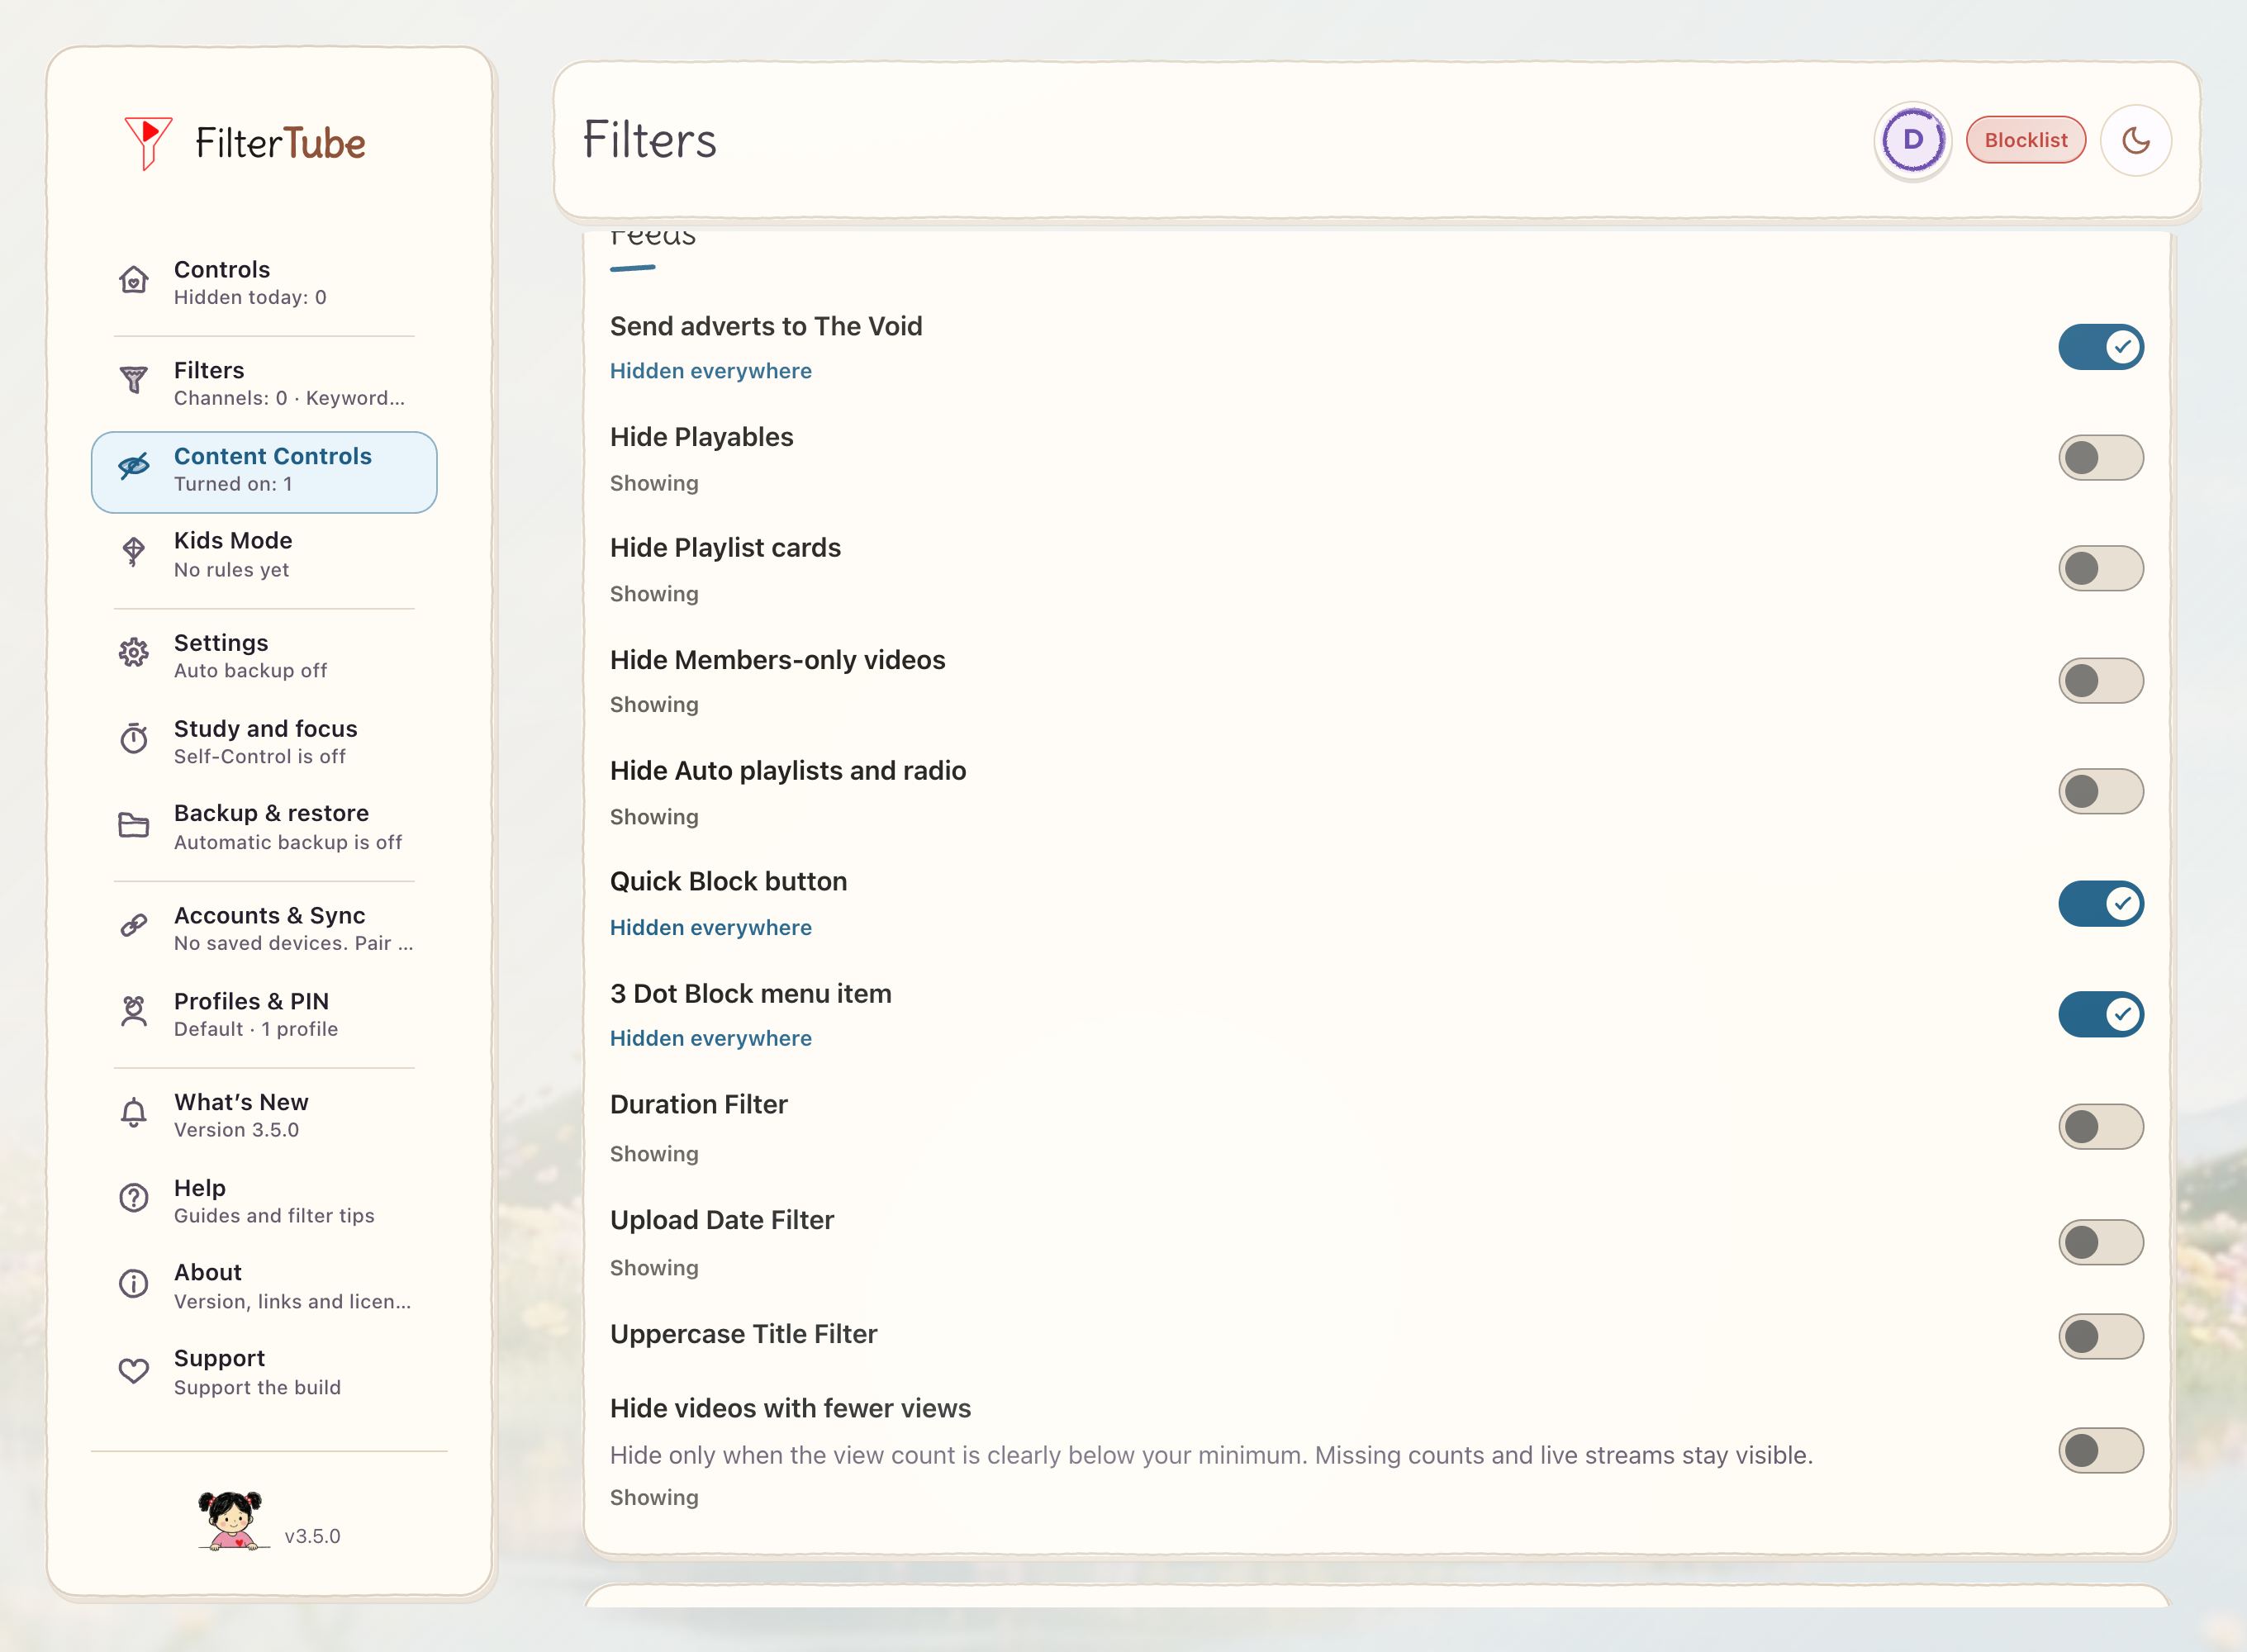 FilterTube
Controls
Hidden today: 0
Filters
Channels: 0 · Keyword...
Content Controls
Turned on: 1
Kids Mode
No rules yet
Settings
Auto backup off
Study and focus
Self-Control is off
Backup & restore
Automatic backup is off
Accounts & Sync
No saved devices. Pair ...
Profiles & PIN
Default · 1 profile
What’s New
Version 3.5.0
Help
Guides and filter tips
About
Version, links and licen...
Support
Support the build
v3.5.0
Filters
D
Blocklist
Feeds
Send adverts to The Void
Hidden everywhere
Hide Playables
Showing
Hide Playlist cards
Showing
Hide Members-only videos
Showing
Hide Auto playlists and radio
Showing
Quick Block button
Hidden everywhere
3 Dot Block menu item
Hidden everywhere
Duration Filter
Showing
Upload Date Filter
Showing
Uppercase Title Filter
Hide videos with fewer views
Hide only when the view count is clearly below your minimum. Missing counts and live streams stay visible.
Showing